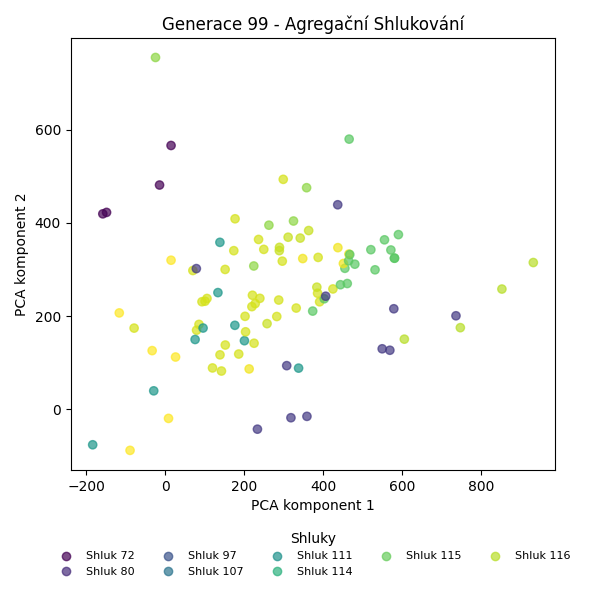 Generace 99 - Agregační Shlukování
600
400
200
0
PCA komponent 2
−200 0 200 400 600 800
PCA komponent 1
Shluky
Shluk 72 Shluk 97 Shluk 111 Shluk 115 Shluk 116
Shluk 80 Shluk 107 Shluk 114